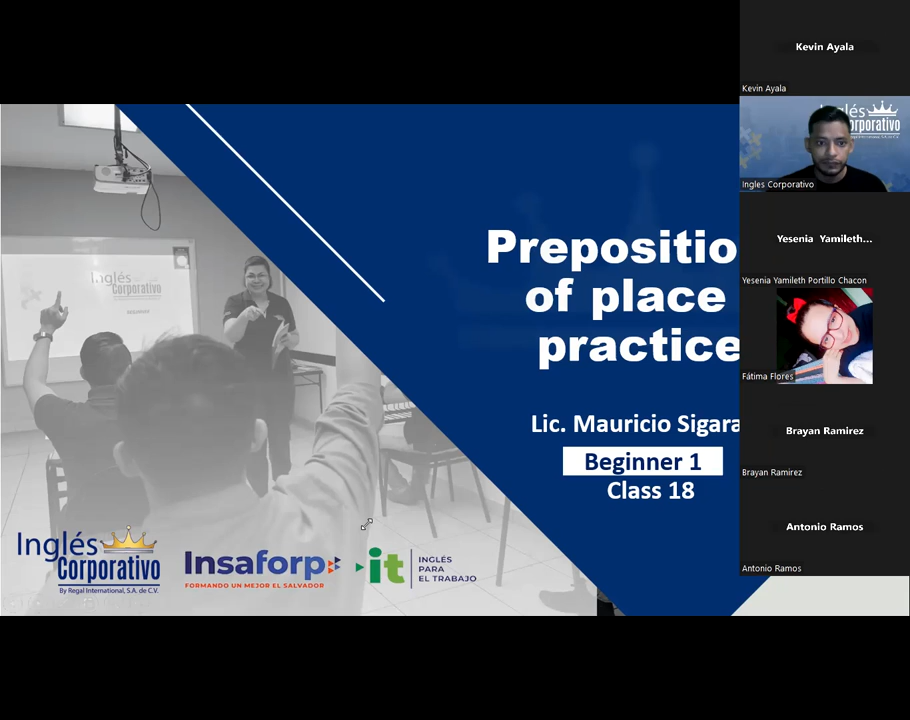 Kevin Ayala
Kevin Ayala
Inglés
Corporativo
Prepositio
of place
practice
Lic. Mauricio Sigara
Beginner 1
Class 18
Inglés
Corporativo
By Regal International, S.A. de C.V.
Insaforp
FORMANDO UN MEJOR EL SALVADOR
it
INGLÉS
PARA
EL TRABAJO
glés
orporativo
Ingles Corporativo
Yesenia Yamileth...
Yesenia Yamileth Portillo Chacon
Fátima Flores
Brayan Ramirez
Brayan Ramirez
Antonio Ramos
Antonio Ramos